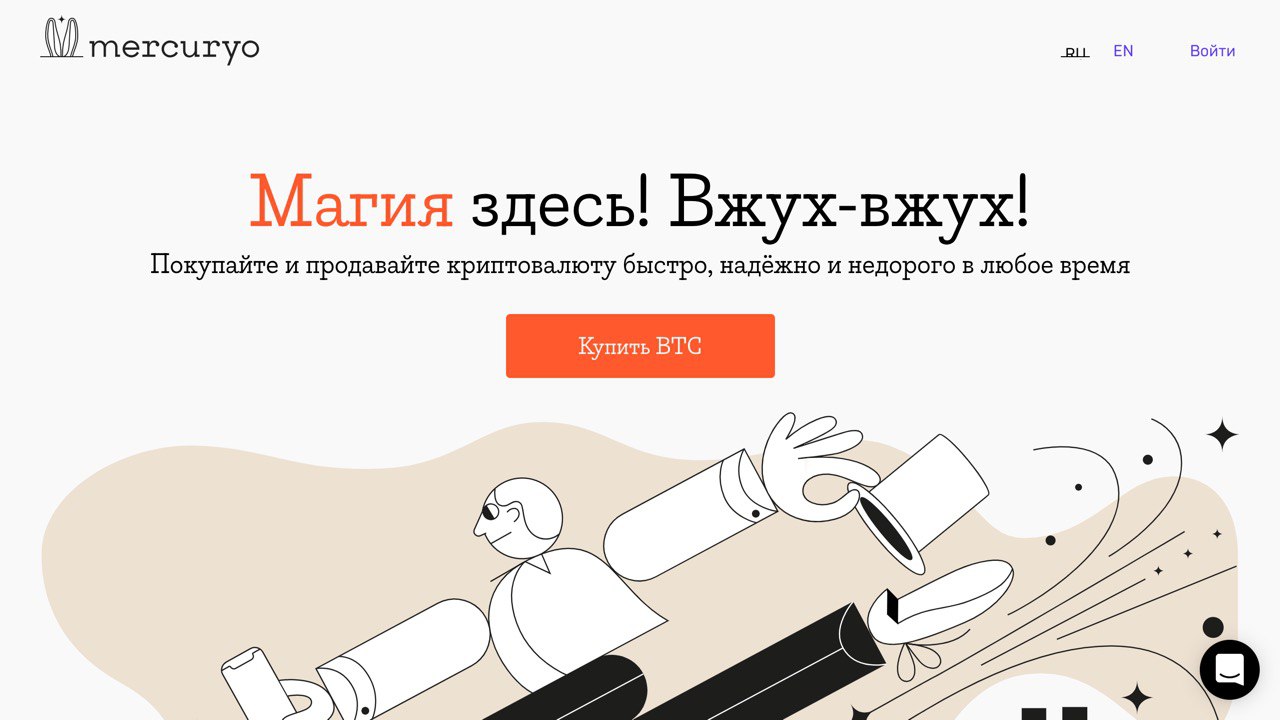 mercuryo
RU EN Войти
Магия здесь! Вжух-вжух!
Покупайте и продавайте криптовалюту быстро, надёжно и недорого в любое время
Купить BTC